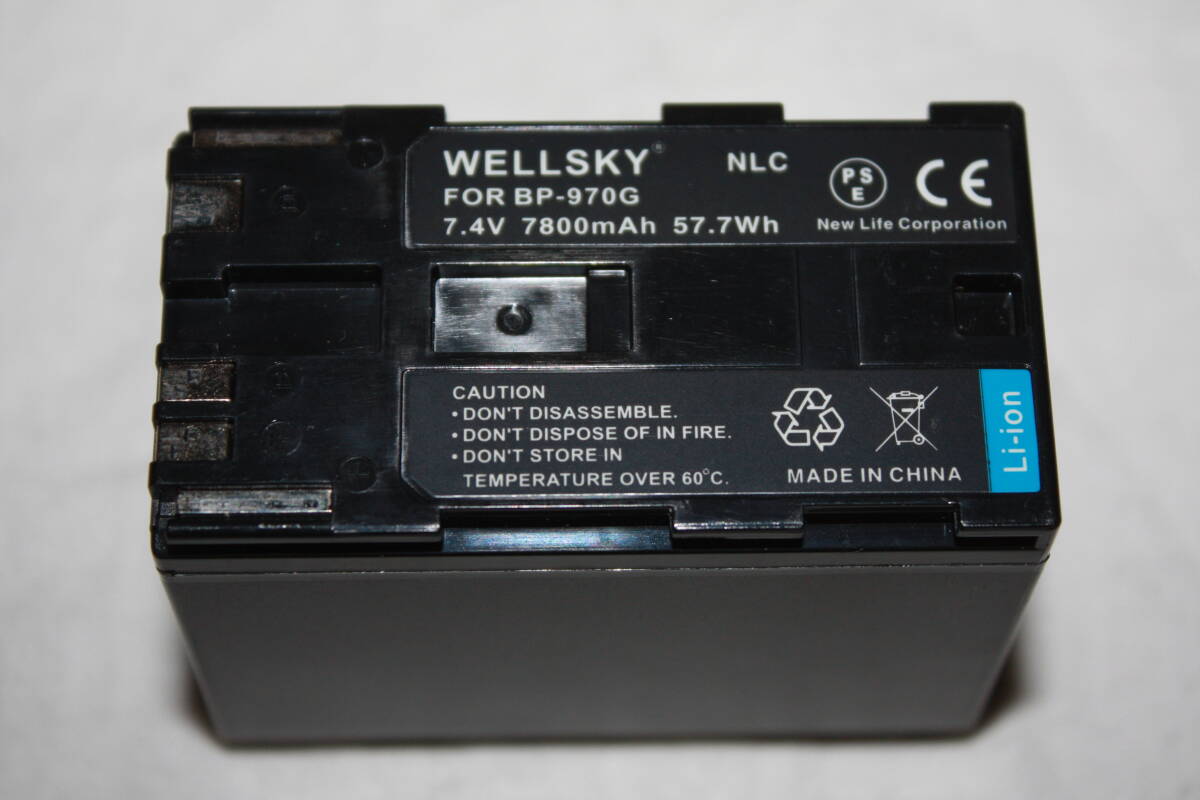 WELLSKY® NLC
FOR BP-970G
7.4V 7800mAh 57.7Wh
PS
E
CE
New Life Corporation
CAUTION
•DON'T DISASSEMBLE.
•DON'T DISPOSE OF IN FIRE.
•DON'T STORE IN
TEMPERATURE OVER 60°C.
MADE IN CHINA
Li-ion